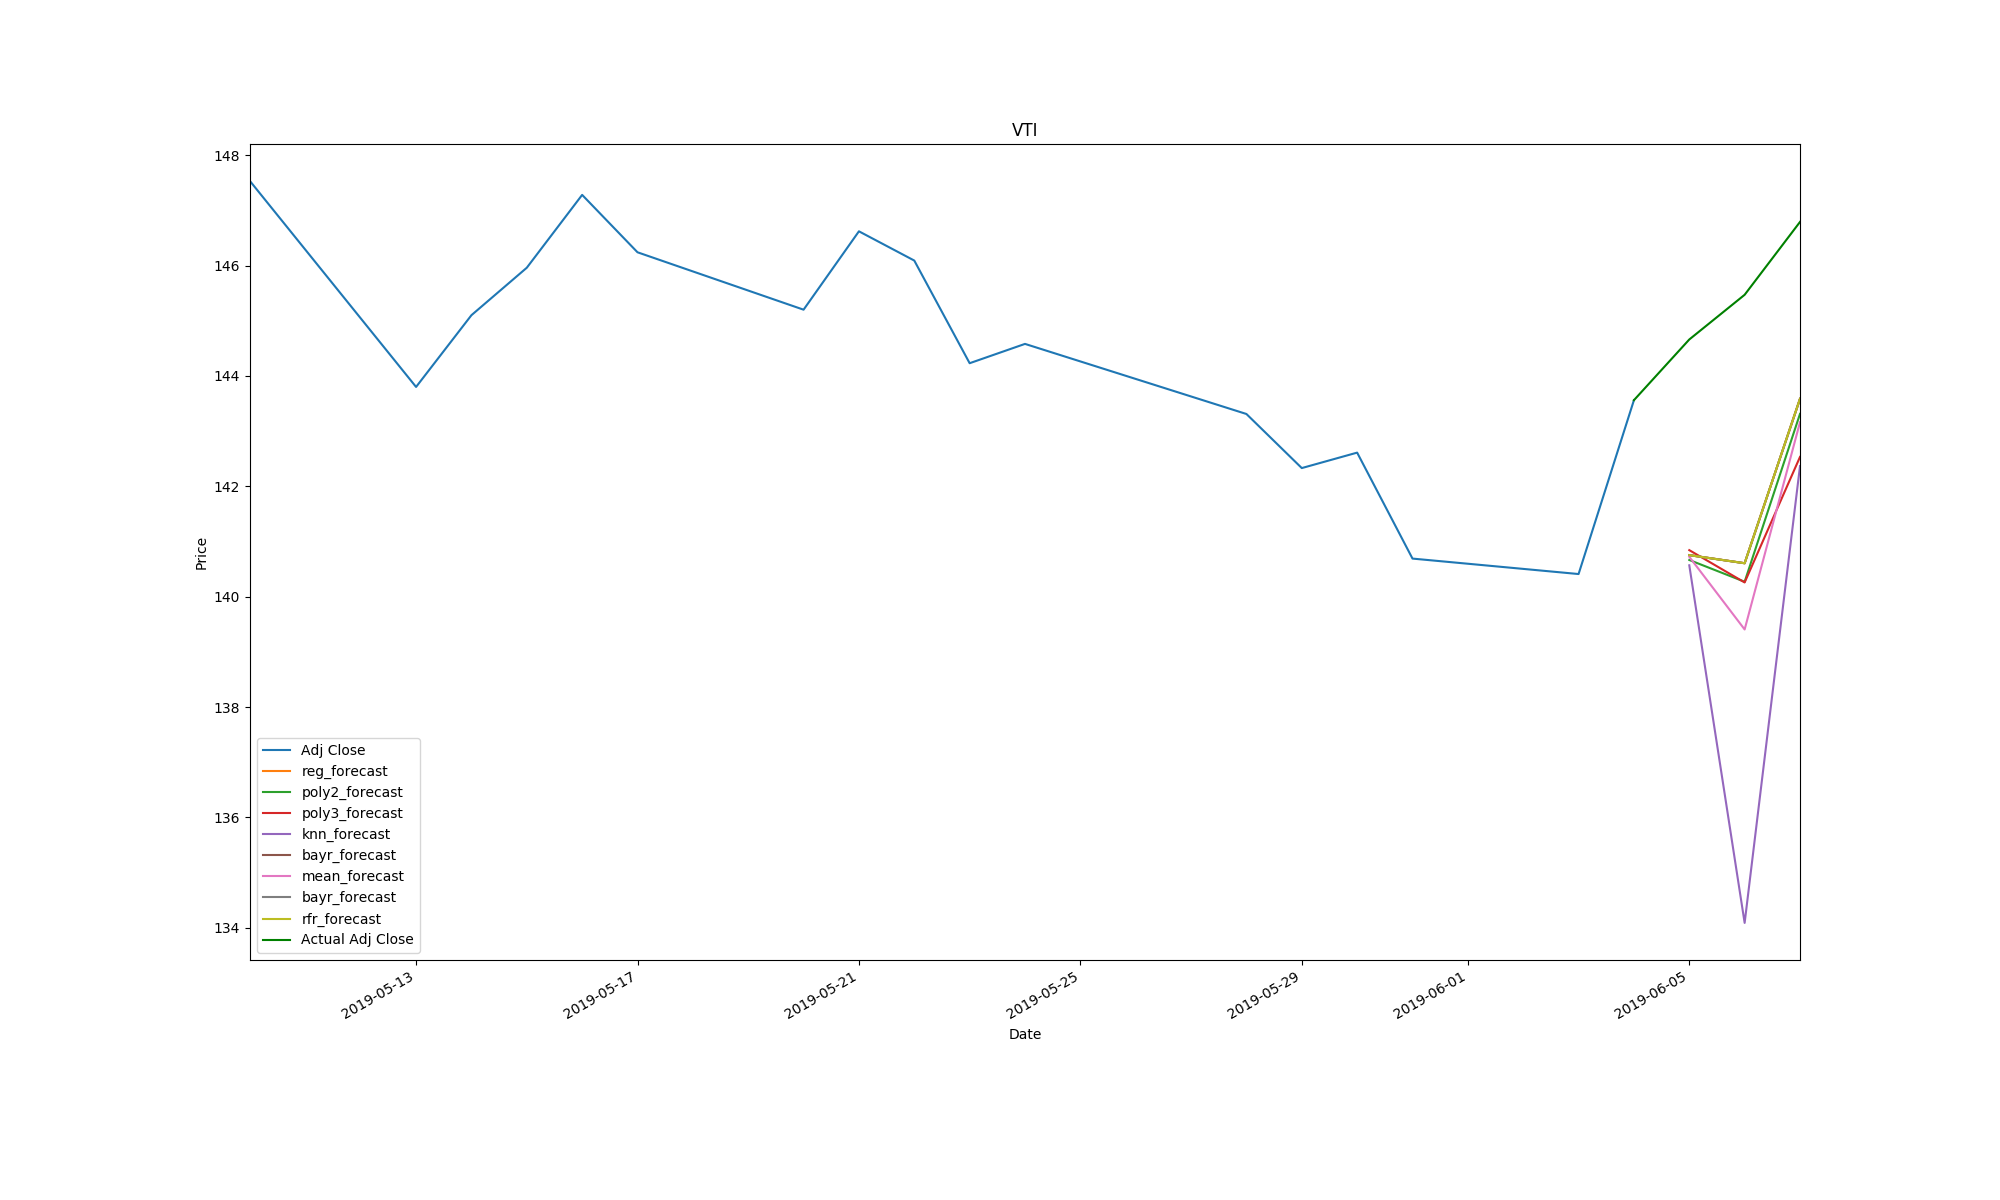 VTI
148
146
144
142
140
138
136
134
Price
Adj Close
reg_forecast
poly2_forecast
poly3_forecast
knn_forecast
bayr_forecast
mean_forecast
bayr_forecast
rfr_forecast
Actual Adj Close
2019-05-13
2019-05-17
2019-05-21
2019-05-25
2019-05-29
2019-06-01
2019-06-05
Date